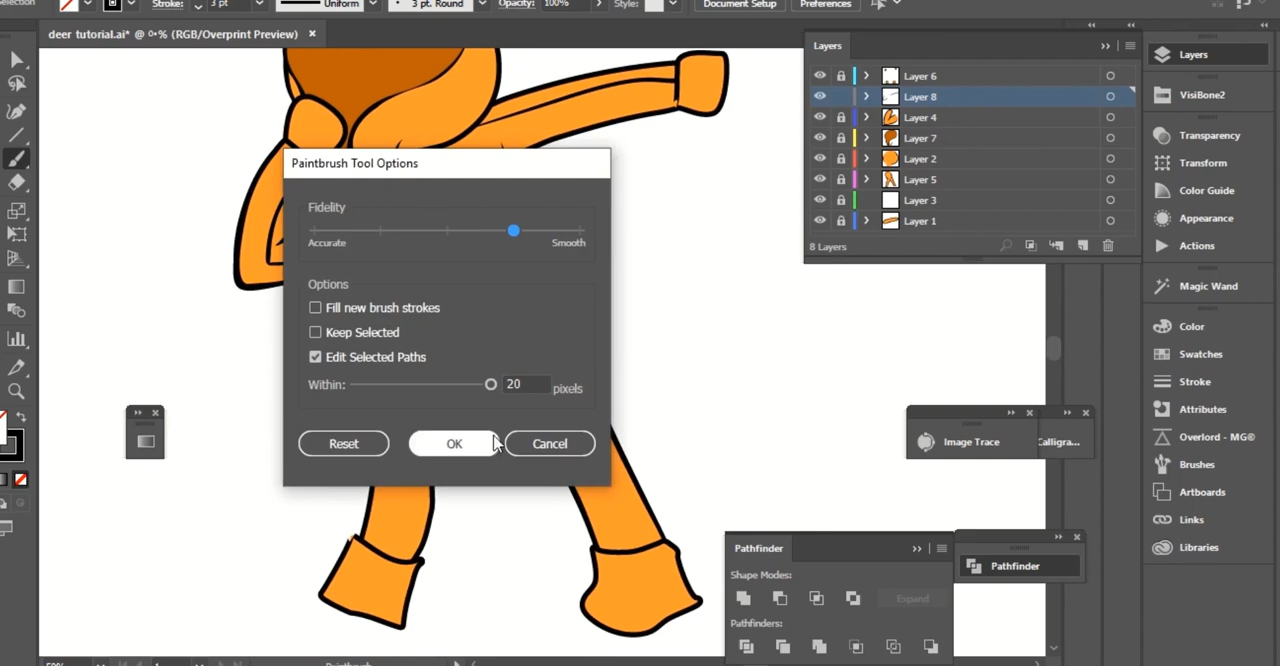 Stroke: 3 pt Uniform 3 pt. Round Opacity: 100% Style: Document Setup Preferences
deer tutorial.ai* @ (RGB/Overprint Preview) ×
Layers
Layer 6
Layer 8
Layer 4
Layer 7
Layer 2
Layer 5
Layer 3
Layer 1
8 Layers
Paintbrush Tool Options
Fidelity
Accurate Smooth
Options
Fill new brush strokes
Keep Selected
Edit Selected Paths
Within: 20 pixels
Reset OK Cancel
Image Trace Calligra...
Pathfinder
Shape Modes:
Expand
Pathfinders:
Pathfinder
Layers
VisiBone2
Transparency
Transform
Color Guide
Appearance
Actions
Magic Wand
Color
Swatches
Stroke
Attributes
Overlord - MG®
Brushes
Artboards
Links
Libraries